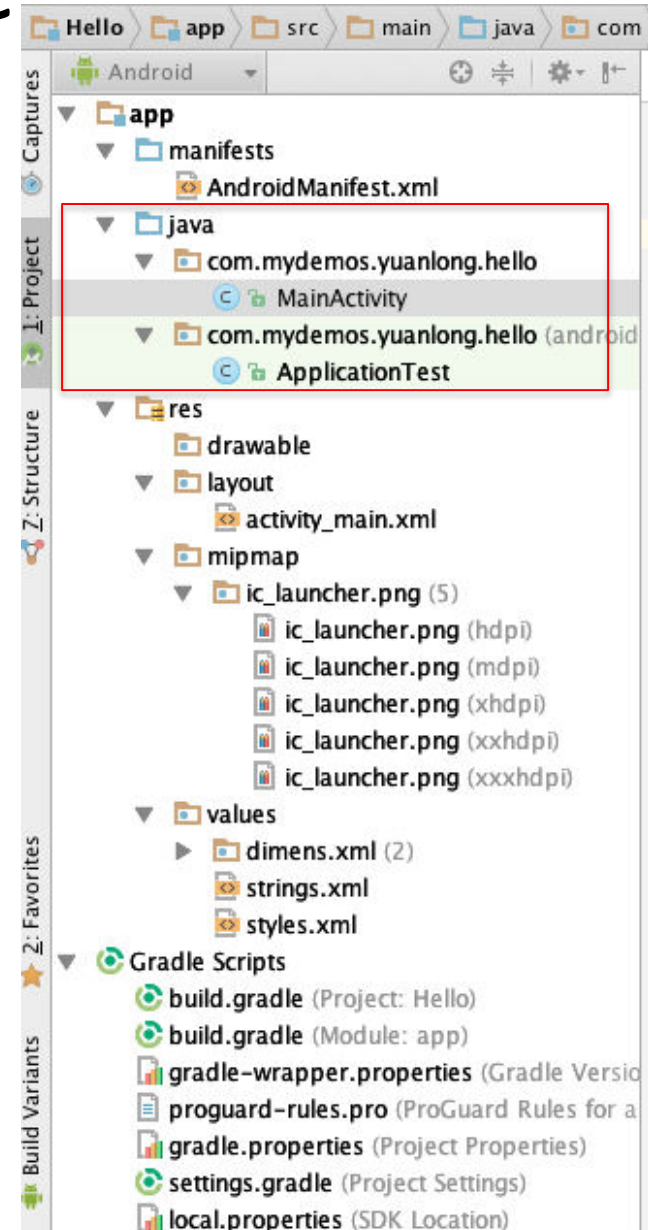 Hello app src main java com
Android
Captures
1: Project
7: Structure
2: Favorites
Build Variants
app
manifests
AndroidManifest.xml
java
com.mydemos.yuanlong.hello
MainActivity
com.mydemos.yuanlong.hello (android
ApplicationTest
res
drawable
layout
activity_main.xml
mipmap
ic_launcher.png (5)
ic_launcher.png (hdpi)
ic_launcher.png (mdpi)
ic_launcher.png (xhdpi)
ic_launcher.png (xxhdpi)
ic_launcher.png (xxxhdpi)
values
dimens.xml (2)
strings.xml
styles.xml
Gradle Scripts
build.gradle (Project: Hello)
build.gradle (Module: app)
gradle-wrapper.properties (Gradle Versio
proguard-rules.pro (ProGuard Rules for a
gradle.properties (Project Properties)
settings.gradle (Project Settings)
local.properties (SDK Location)